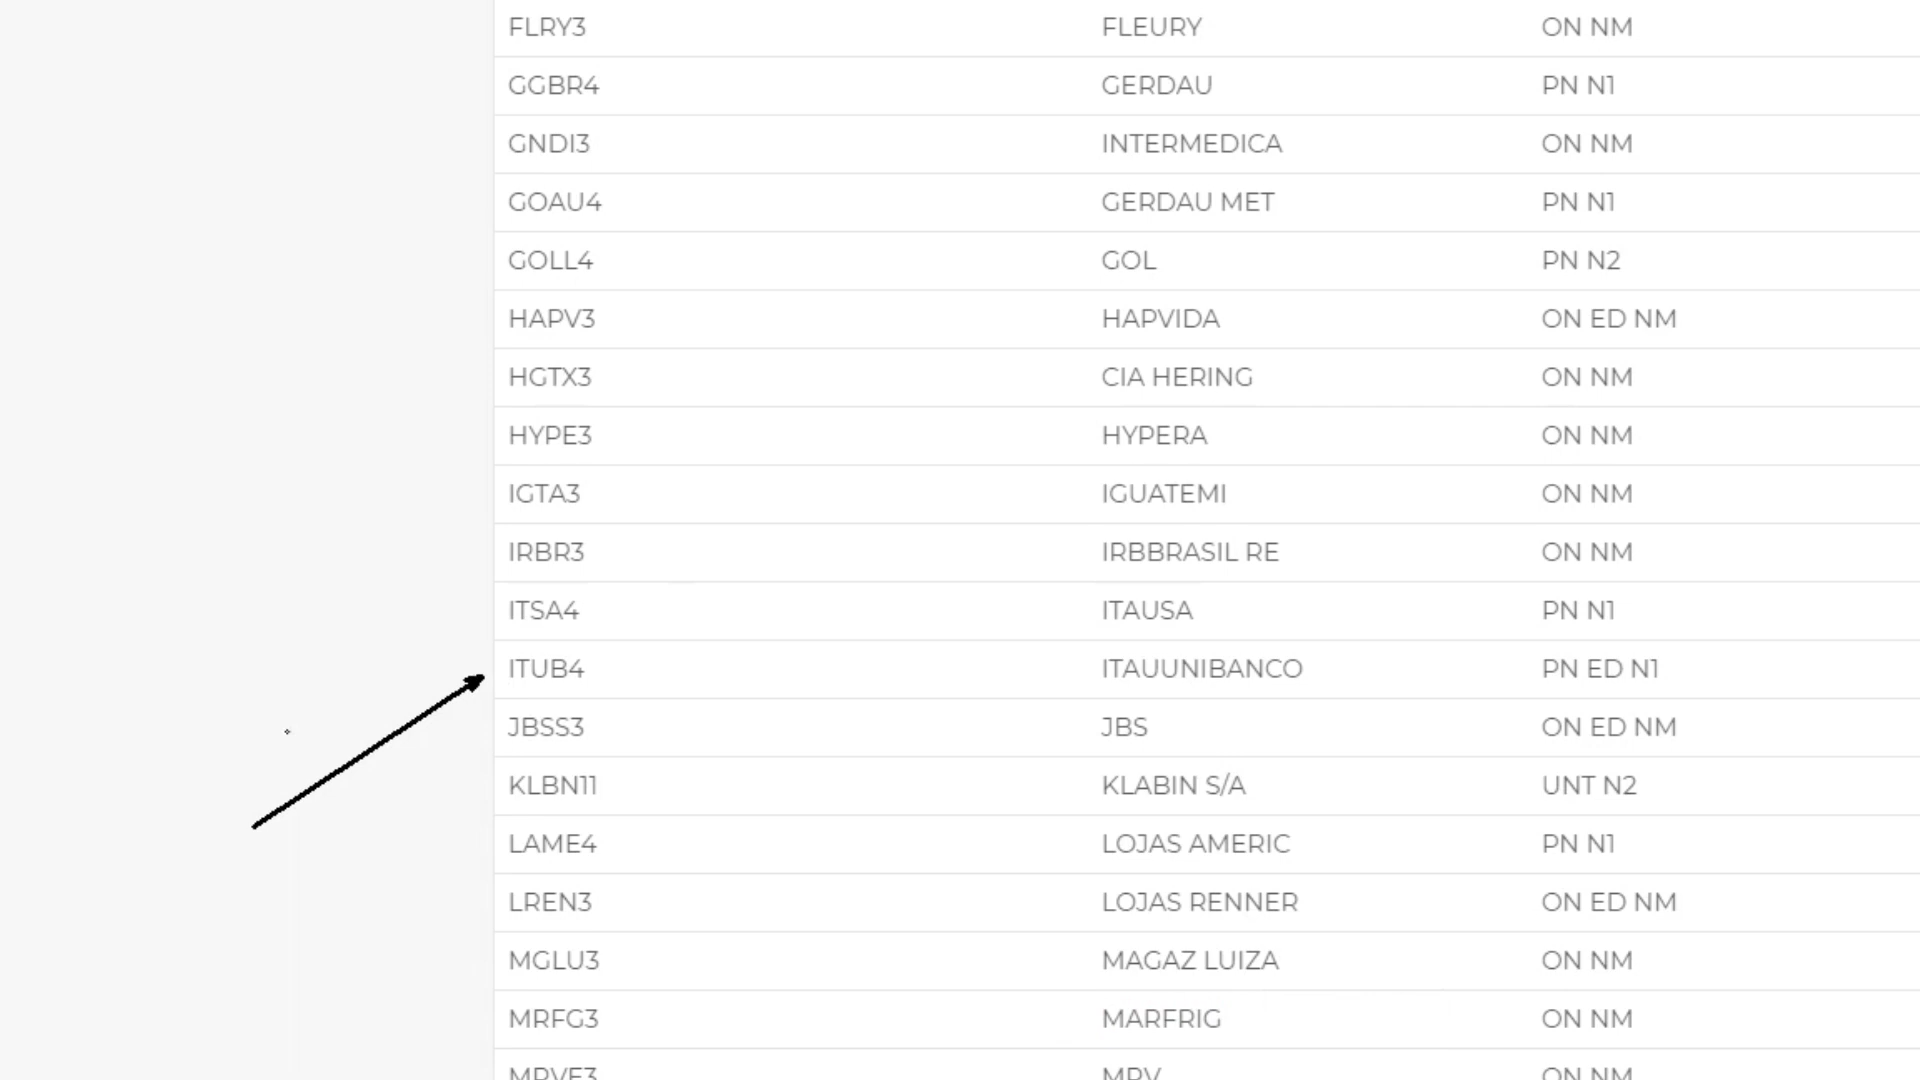 FLRY3 FLEURY ON NM
GGBR4 GERDAU PN N1
GNDI3 INTERMEDICA ON NM
GOAU4 GERDAU MET PN N1
GOLL4 GOL PN N2
HAPV3 HAPVIDA ON ED NM
HGTX3 CIA HERING ON NM
HYPE3 HYPERA ON NM
IGTA3 IGUATEMI ON NM
IRBR3 IRBBRASIL RE ON NM
ITSA4 ITAUSA PN N1
ITUB4 ITAUUNIBANCO PN ED N1
JBSS3 JBS ON ED NM
KLBN11 KLABIN S/A UNT N2
LAME4 LOJAS AMERIC PN N1
LREN3 LOJAS RENNER ON ED NM
MGLU3 MAGAZ LUIZA ON NM
MRFG3 MARFRIG ON NM
MRVE3 MRV ON NM